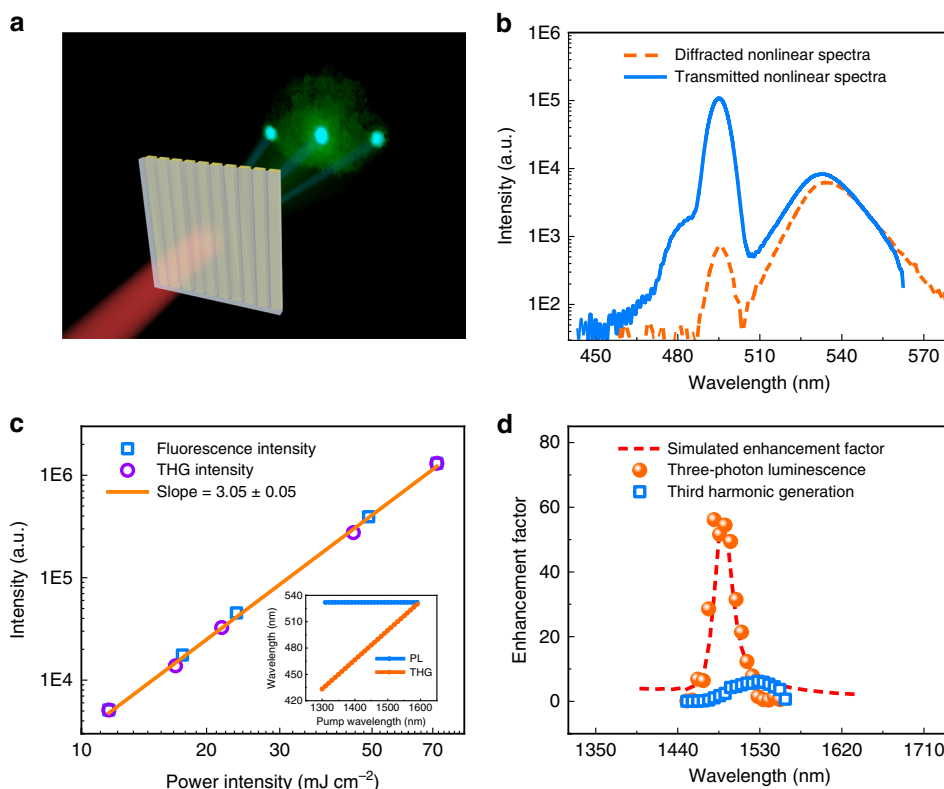 a
b
1E6
1E5
1E4
1E3
1E2
Intensity (a.u.)
Diffracted nonlinear spectra
Transmitted nonlinear spectra
450 480 510 540 570
Wavelength (nm)
c
1E6
1E5
1E4
Intensity (a.u.)
Fluorescence intensity
THG intensity
Slope = 3.05 ± 0.05
540
510
480
450
420
Wavelength (nm)
PL
THG
1300 1400 1500 1600
Pump wavelength (nm)
10 20 30 40 50 70
Power intensity (mJ cm⁻²)
d
80
60
40
20
0
Enhancement factor
Simulated enhancement factor
Three-photon luminescence
Third harmonic generation
1350 1440 1530 1620 1710
Wavelength (nm)